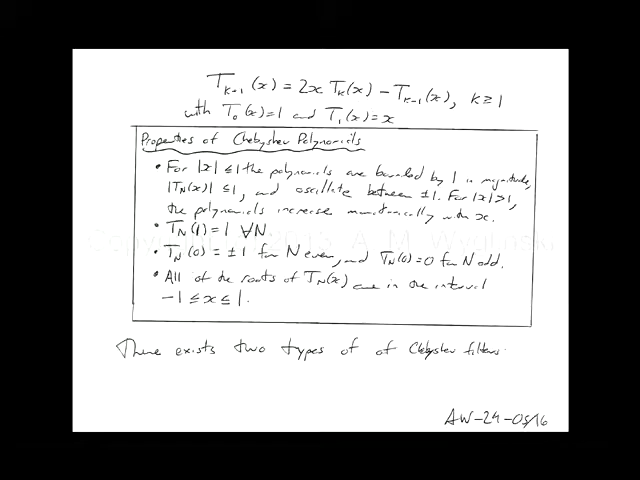 T_{k+1}(x) = 2x T_k(x) - T_{k-1}(x), k ≥ 1
with T_0(x)=1 and T_1(x)=x
Properties of Chebyshev Polynomials
• For |x| ≤ 1 the polynomials are bounded by 1 in magnitude,
|T_N(x)| ≤ 1, and oscillate between ±1. For |x|>1,
the polynomials increase monotonically with x.
• T_N(1)=1 ∀N.
• T_N(0) = ±1 for N even, and T_N(0)=0 for N odd.
• All of the roots of T_N(x) are in the interval
-1 ≤ x ≤ 1.
There exists two types of of Chebyshev filters:
AW-24-05/16